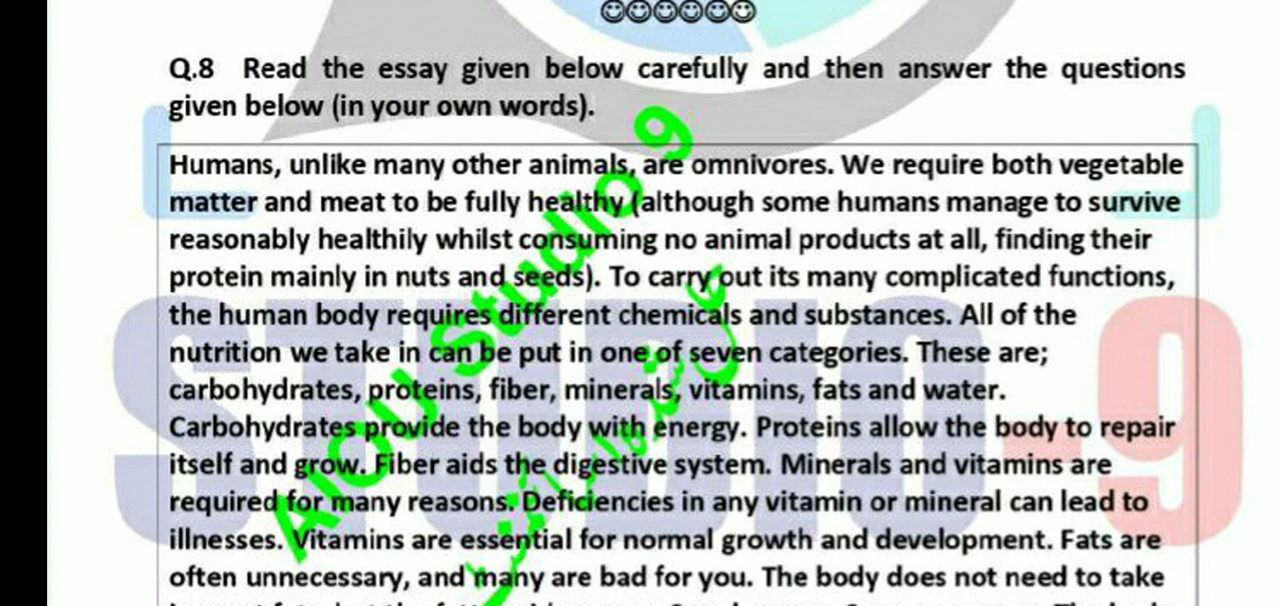 ☺☺☺☺☺☺
Q.8 Read the essay given below carefully and then answer the questions
given below (in your own words).
Humans, unlike many other animals, are omnivores. We require both vegetable
matter and meat to be fully healthy (although some humans manage to survive
reasonably healthily whilst consuming no animal products at all, finding their
protein mainly in nuts and seeds). To carry out its many complicated functions,
the human body requires different chemicals and substances. All of the
nutrition we take in can be put in one of seven categories. These are;
carbohydrates, proteins, fiber, minerals, vitamins, fats and water.
Carbohydrates provide the body with energy. Proteins allow the body to repair
itself and grow. Fiber aids the digestive system. Minerals and vitamins are
required for many reasons. Deficiencies in any vitamin or mineral can lead to
illnesses. Vitamins are essential for normal growth and development. Fats are
often unnecessary, and many are bad for you. The body does not need to take
AIOU Studio 9
STUDIO-9